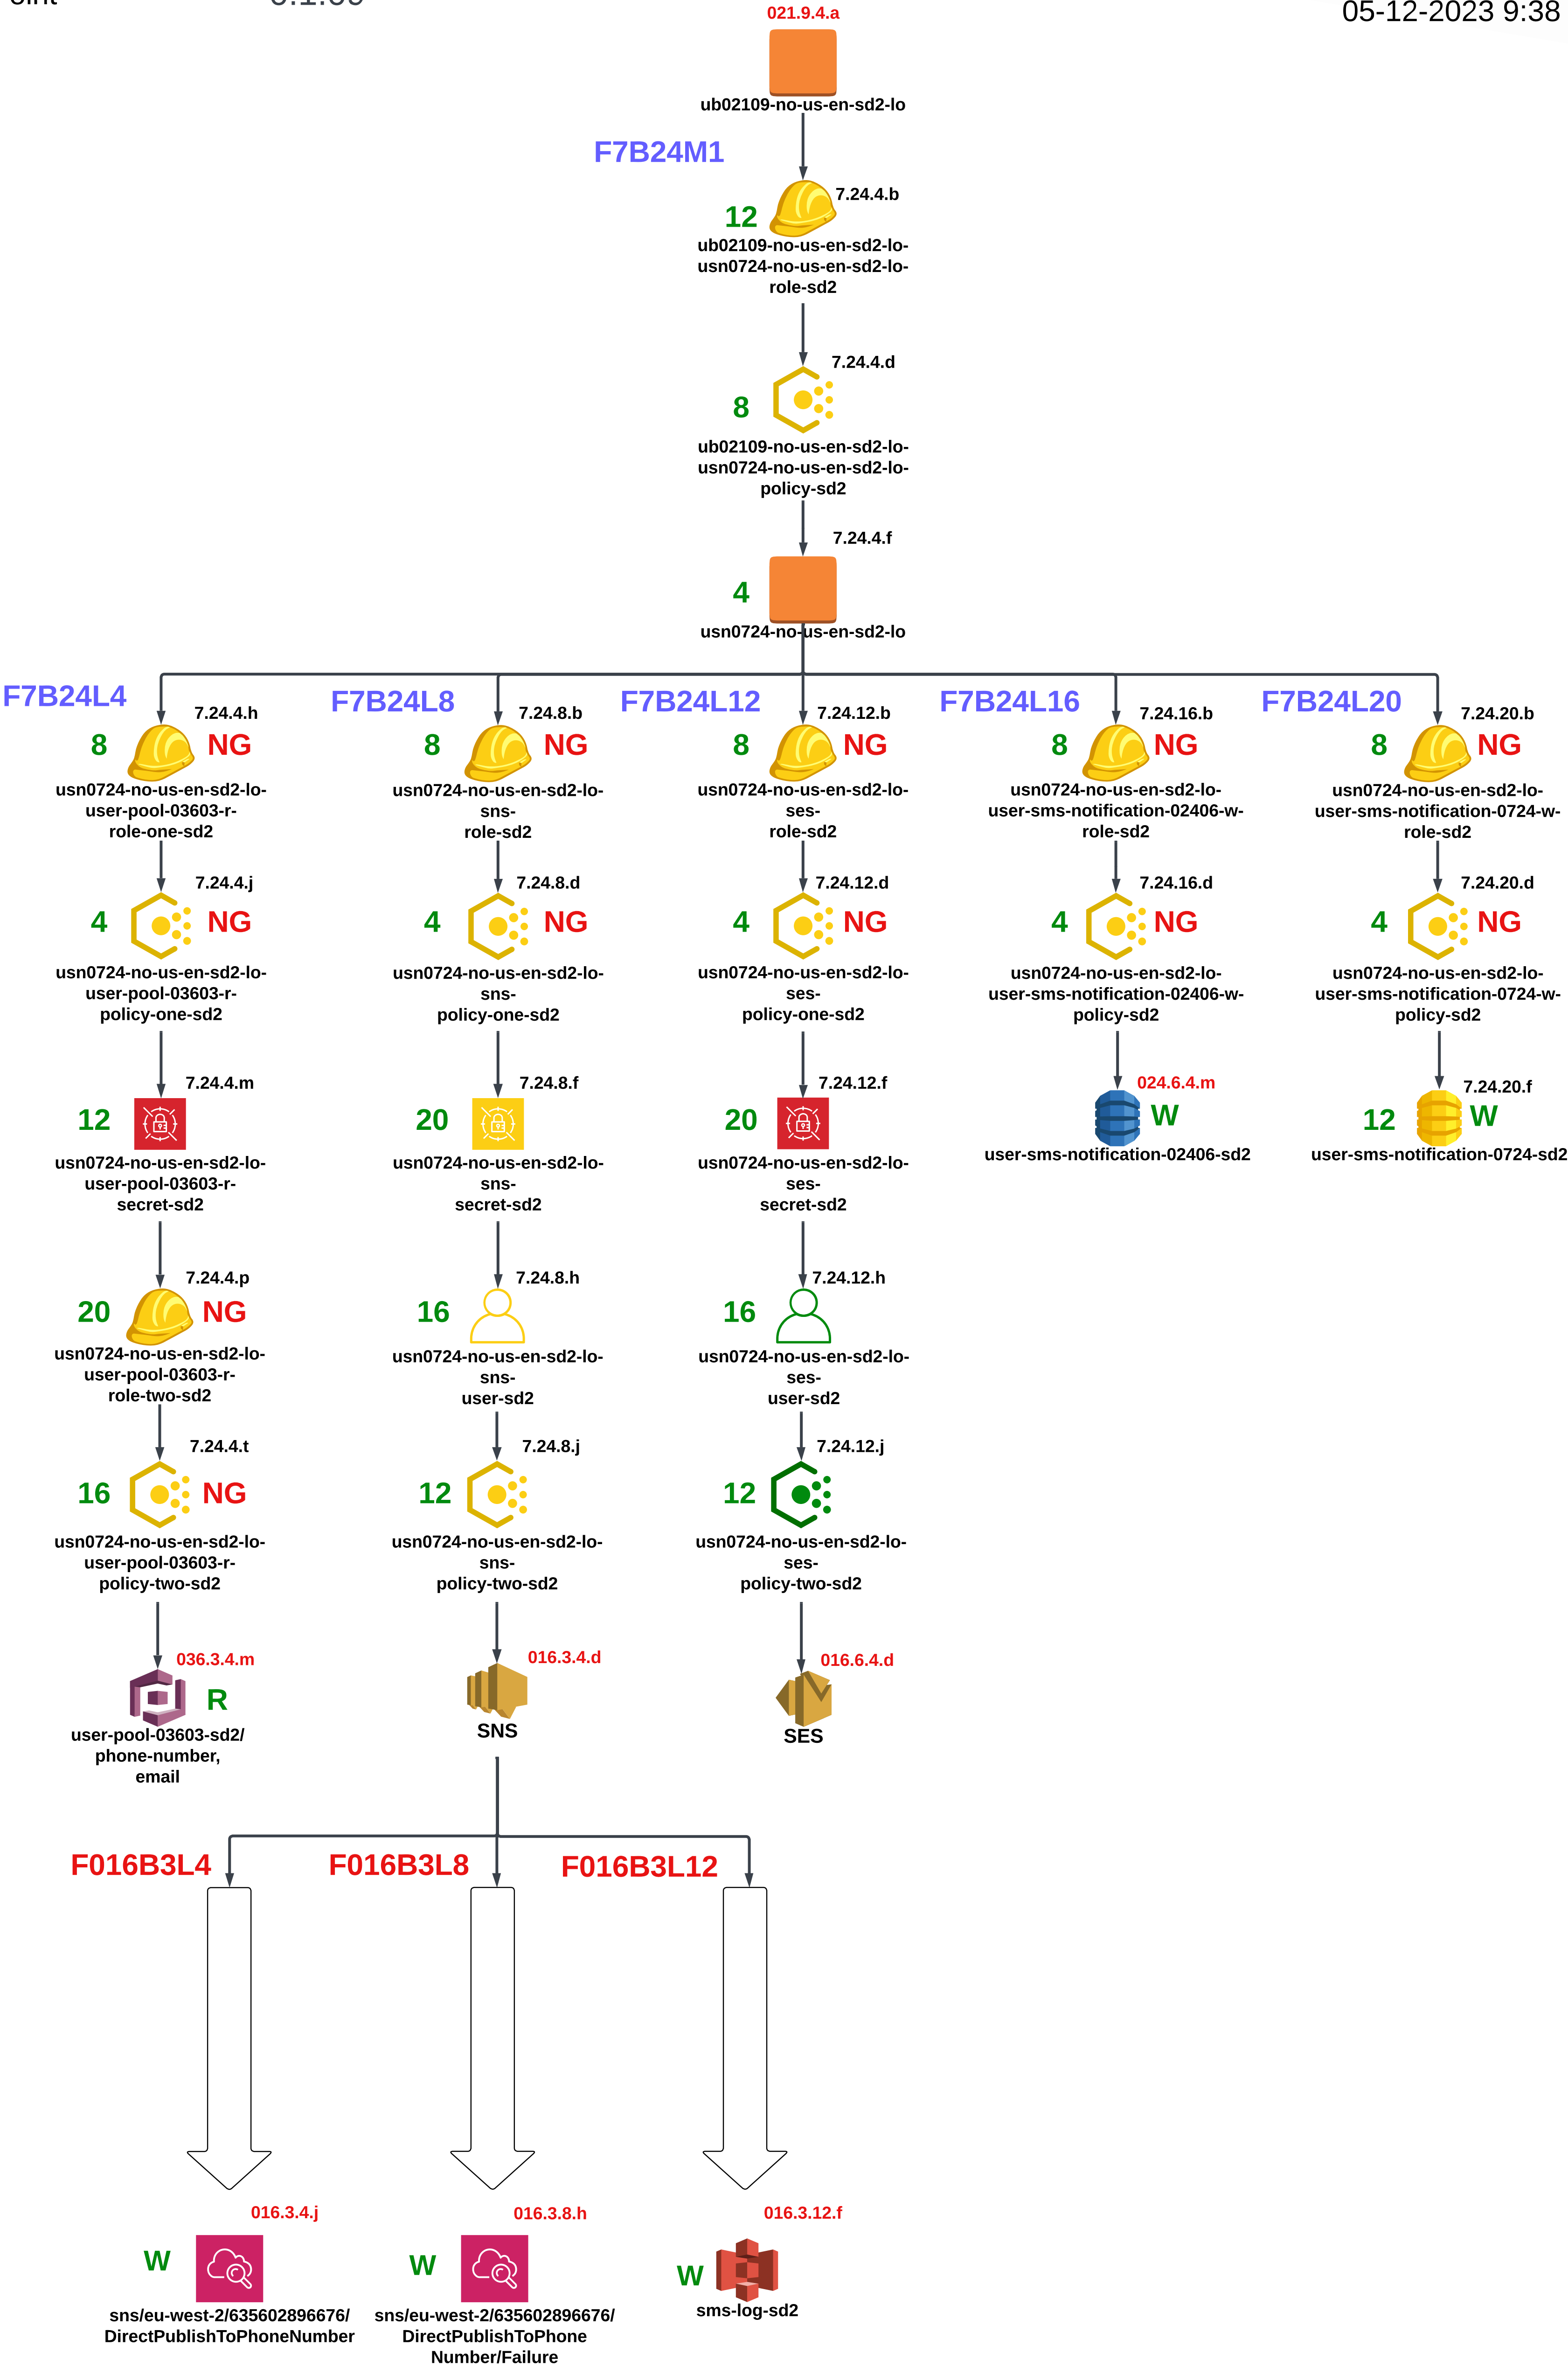 021.9.4.a
05-12-2023 9:38
ub02109-no-us-en-sd2-lo
F7B24M1
7.24.4.b
12
ub02109-no-us-en-sd2-lo-
usn0724-no-us-en-sd2-lo-
role-sd2
7.24.4.d
8
ub02109-no-us-en-sd2-lo-
usn0724-no-us-en-sd2-lo-
policy-sd2
7.24.4.f
4
usn0724-no-us-en-sd2-lo
F7B24L4
7.24.4.h
8
NG
usn0724-no-us-en-sd2-lo-
user-pool-03603-r-
role-one-sd2
7.24.4.j
4
NG
usn0724-no-us-en-sd2-lo-
user-pool-03603-r-
policy-one-sd2
7.24.4.m
12
usn0724-no-us-en-sd2-lo-
user-pool-03603-r-
secret-sd2
7.24.4.p
20
NG
usn0724-no-us-en-sd2-lo-
user-pool-03603-r-
role-two-sd2
7.24.4.t
16
NG
usn0724-no-us-en-sd2-lo-
user-pool-03603-r-
policy-two-sd2
036.3.4.m
R
user-pool-03603-sd2/
phone-number,
email
F7B24L8
7.24.8.b
8
NG
usn0724-no-us-en-sd2-lo-
sns-
role-sd2
7.24.8.d
4
NG
usn0724-no-us-en-sd2-lo-
sns-
policy-one-sd2
7.24.8.f
20
usn0724-no-us-en-sd2-lo-
sns-
secret-sd2
7.24.8.h
16
usn0724-no-us-en-sd2-lo-
sns-
user-sd2
7.24.8.j
12
usn0724-no-us-en-sd2-lo-
sns-
policy-two-sd2
016.3.4.d
SNS
F7B24L12
7.24.12.b
8
NG
usn0724-no-us-en-sd2-lo-
ses-
role-sd2
7.24.12.d
4
NG
usn0724-no-us-en-sd2-lo-
ses-
policy-one-sd2
7.24.12.f
20
usn0724-no-us-en-sd2-lo-
ses-
secret-sd2
7.24.12.h
16
usn0724-no-us-en-sd2-lo-
ses-
user-sd2
7.24.12.j
12
usn0724-no-us-en-sd2-lo-
ses-
policy-two-sd2
016.6.4.d
SES
F7B24L16
7.24.16.b
8
NG
usn0724-no-us-en-sd2-lo-
user-sms-notification-02406-w-
role-sd2
7.24.16.d
4
NG
usn0724-no-us-en-sd2-lo-
user-sms-notification-02406-w-
policy-sd2
024.6.4.m
W
user-sms-notification-02406-sd2
F7B24L20
7.24.20.b
8
NG
usn0724-no-us-en-sd2-lo-
user-sms-notification-0724-w-
role-sd2
7.24.20.d
4
NG
usn0724-no-us-en-sd2-lo-
user-sms-notification-0724-w-
policy-sd2
7.24.20.f
12
W
user-sms-notification-0724-sd2
F016B3L4
016.3.4.j
W
sns/eu-west-2/635602896676/
DirectPublishToPhoneNumber
F016B3L8
016.3.8.h
W
sns/eu-west-2/635602896676/
DirectPublishToPhone
Number/Failure
F016B3L12
016.3.12.f
W
sms-log-sd2